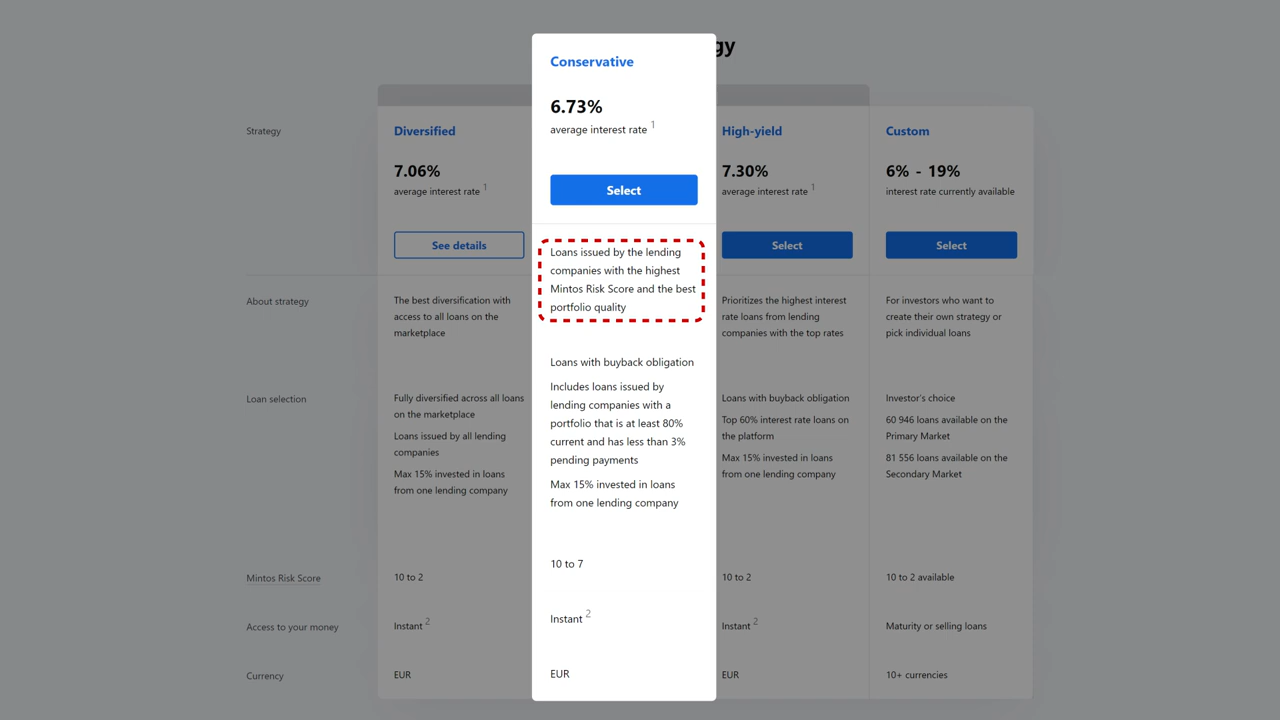 gy
Strategy
Diversified
7.06%
average interest rate 1
See details
Conservative
6.73%
average interest rate 1
Select
High-yield
7.30%
average interest rate 1
Select
Custom
6% - 19%
interest rate currently available
Select
About strategy
The best diversification with
access to all loans on the
marketplace
Loans issued by the lending
companies with the highest
Mintos Risk Score and the best
portfolio quality
Prioritizes the highest interest
rate loans from lending
companies with the top rates
For investors who want to
create their own strategy or
pick individual loans
Loan selection
Fully diversified across all loans
on the marketplace
Loans issued by all lending
companies
Max 15% invested in loans
from one lending company
Loans with buyback obligation
Includes loans issued by
lending companies with a
portfolio that is at least 80%
current and has less than 3%
pending payments
Max 15% invested in loans
from one lending company
Loans with buyback obligation
Top 60% interest rate loans on
the platform
Max 15% invested in loans
from one lending company
Investor's choice
60 946 loans available on the
Primary Market
81 556 loans available on the
Secondary Market
Mintos Risk Score
10 to 2
10 to 7
10 to 2
10 to 2 available
Access to your money
Instant 2
Instant 2
Instant 2
Maturity or selling loans
Currency
EUR
EUR
EUR
10+ currencies